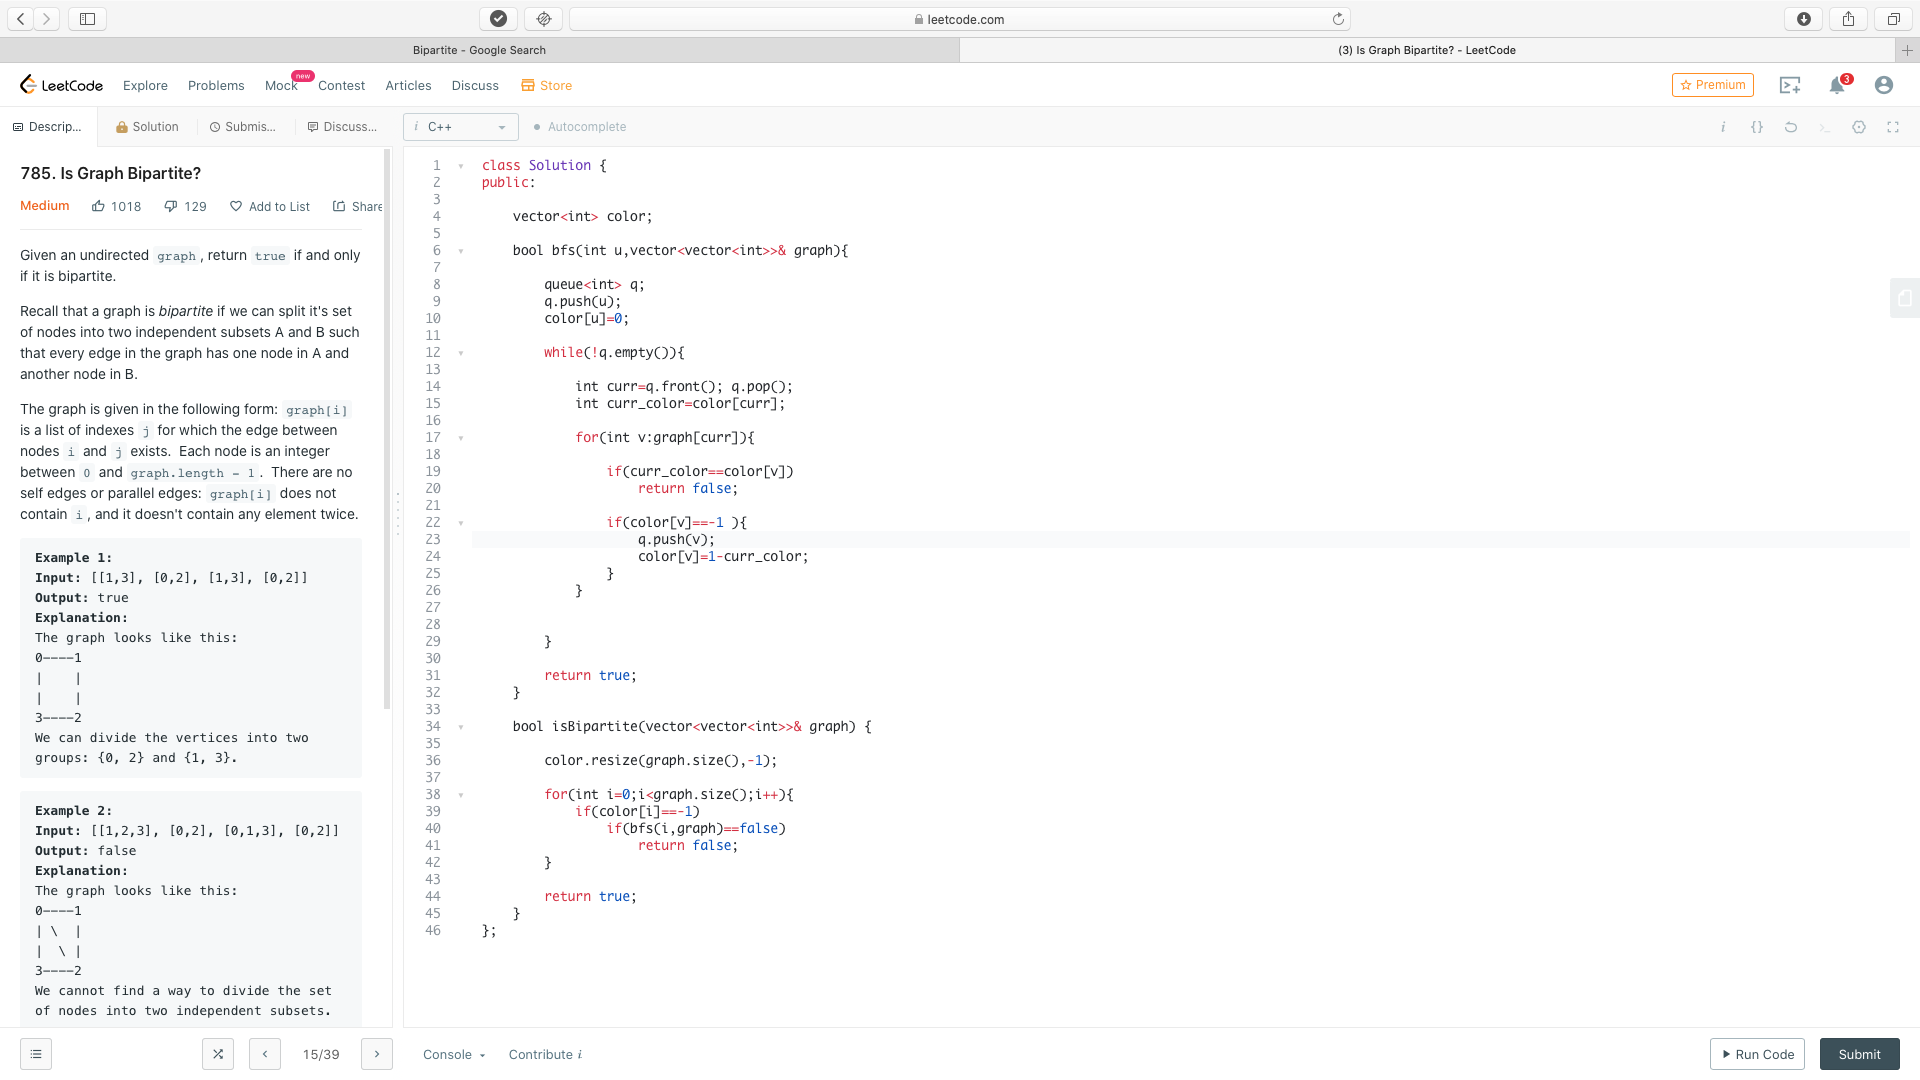 leetcode.com
Bipartite - Google Search
(3) Is Graph Bipartite? - LeetCode
LeetCode Explore Problems Mock new Contest Articles Discuss Store Premium 3
Descrip... Solution Submis... Discuss... i C++ Autocomplete i {}
785. Is Graph Bipartite?
Medium 1018 129 Add to List Share
Given an undirected graph , return true if and only
if it is bipartite.
Recall that a graph is bipartite if we can split it's set
of nodes into two independent subsets A and B such
that every edge in the graph has one node in A and
another node in B.
The graph is given in the following form: graph[i]
is a list of indexes j for which the edge between
nodes i and j exists. Each node is an integer
between 0 and graph.length - 1 . There are no
self edges or parallel edges: graph[i] does not
contain i , and it doesn't contain any element twice.
Example 1:
Input: [[1,3], [0,2], [1,3], [0,2]]
Output: true
Explanation:
The graph looks like this:
0----1
|    |
|    |
3----2
We can divide the vertices into two
groups: {0, 2} and {1, 3}.
Example 2:
Input: [[1,2,3], [0,2], [0,1,3], [0,2]]
Output: false
Explanation:
The graph looks like this:
0----1
| \  |
|  \ |
3----2
We cannot find a way to divide the set
of nodes into two independent subsets.
1 class Solution {
2 public:
3
4     vector<int> color;
5
6     bool bfs(int u,vector<vector<int>>& graph){
7
8         queue<int> q;
9         q.push(u);
10         color[u]=0;
11
12         while(!q.empty()){
13
14             int curr=q.front(); q.pop();
15             int curr_color=color[curr];
16
17             for(int v:graph[curr]){
18
19                 if(curr_color==color[v])
20                     return false;
21
22                 if(color[v]==-1 ){
23                     q.push(v);
24                     color[v]=1-curr_color;
25                 }
26             }
27
28
29         }
30
31         return true;
32     }
33
34     bool isBipartite(vector<vector<int>>& graph) {
35
36         color.resize(graph.size(),-1);
37
38         for(int i=0;i<graph.size();i++){
39             if(color[i]==-1)
40                 if(bfs(i,graph)==false)
41                     return false;
42         }
43
44         return true;
45     }
46 };
15/39 Console Contribute i Run Code Submit